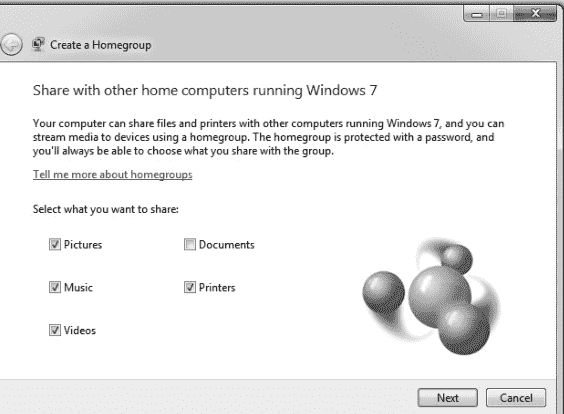 Create a Homegroup
Share with other home computers running Windows 7
Your computer can share files and printers with other computers running Windows 7, and you can
stream media to devices using a homegroup. The homegroup is protected with a password, and
you'll always be able to choose what you share with the group.
Tell me more about homegroups
Select what you want to share:
Pictures
Documents
Music
Printers
Videos
Next
Cancel